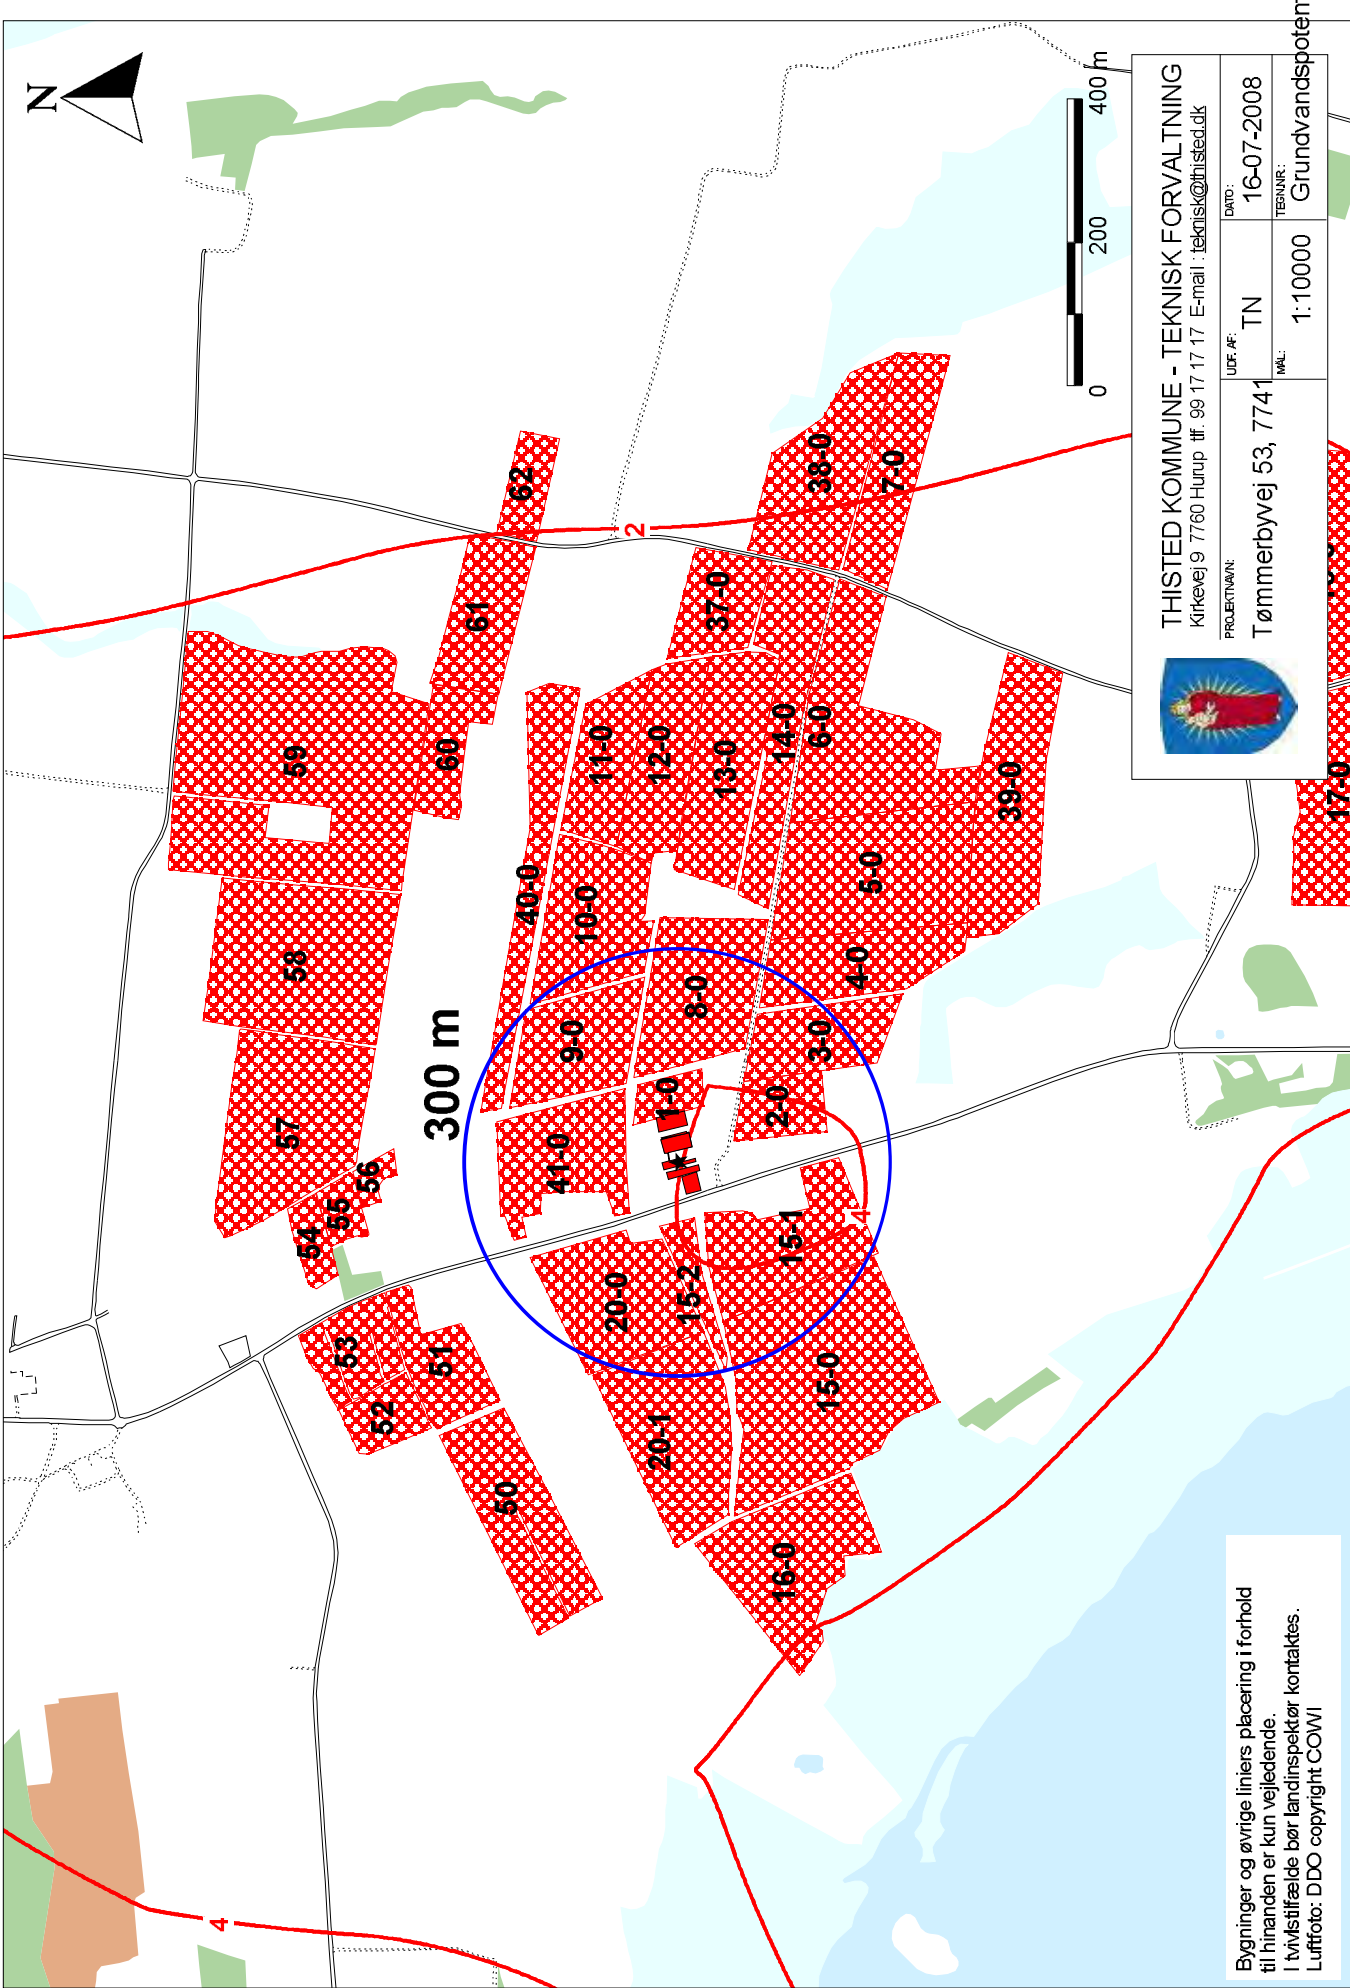 N
62
61
60
59
58
57
56
55
54
53
52
51
50
2
38-0
7-0
37-0
14-0
6-0
11-0
12-0
13-0
39-0
40-0
10-0
5-0
4-0
300 m
9-0
8-0
3-0
41-0
1-0
2-0
4
15-1
20-0
15-2
15-0
20-1
16-0
17-0
4
0
200
400 m
THISTED KOMMUNE - TEKNISK FORVALTNING
Kirkevej 9 7760 Hurup tlf. 99 17 17 17 E-mail : teknisk@thisted.dk
PROJEKTNAVN:
Tømmerbyvej 53, 7741
UDF. AF:
TN
DATO:
16-07-2008
MÅL:
1:10000
TEGN.NR.:
Grundvandspoten
Bygninger og øvrige liniers placering i forhold
til hinanden er kun vejledende.
I tvivlstilfælde bør landinspektør kontaktes.
Luftfoto: DDO copyright COWI